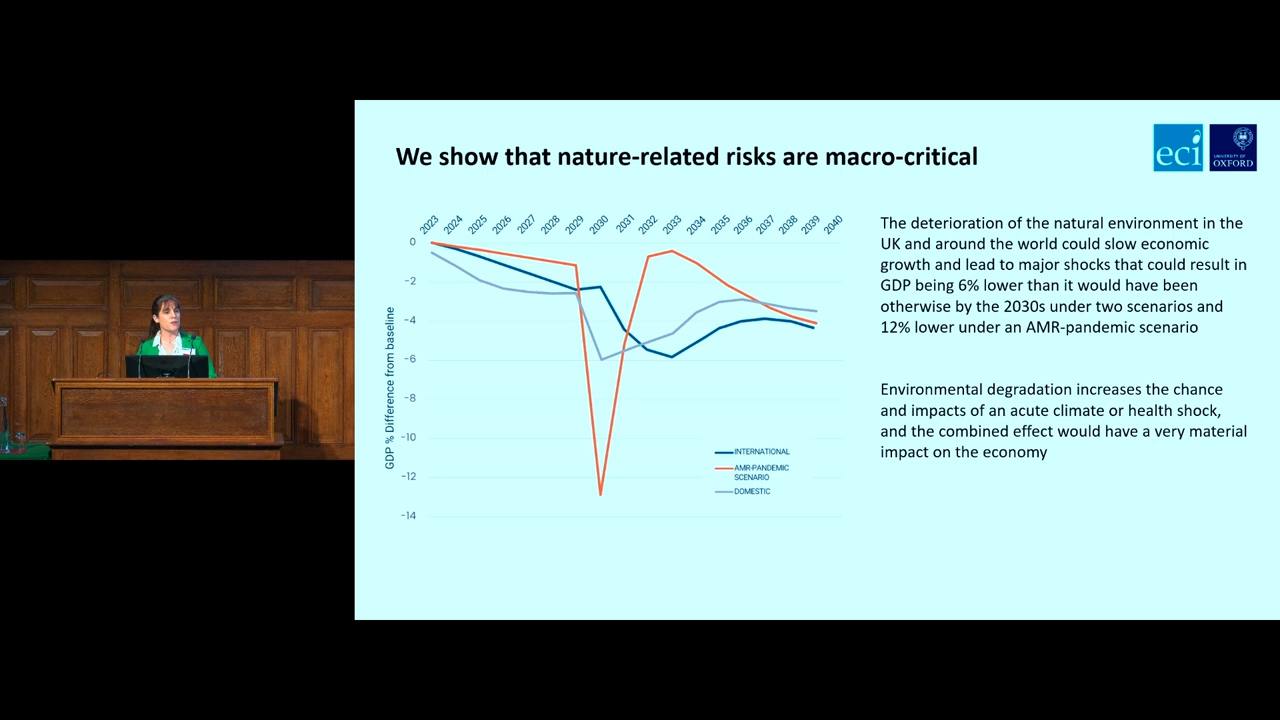 We show that nature-related risks are macro-critical
eci
UNIVERSITY OF
OXFORD
2023 2024 2025 2026 2027 2028 2029 2030 2031 2032 2033 2034 2035 2036 2037 2038 2039 2040
0
−2
−4
−6
−8
−10
−12
−14
GDP % Difference from baseline
INTERNATIONAL
AMR-PANDEMIC
SCENARIO
DOMESTIC
The deterioration of the natural environment in the
UK and around the world could slow economic
growth and lead to major shocks that could result in
GDP being 6% lower than it would have been
otherwise by the 2030s under two scenarios and
12% lower under an AMR-pandemic scenario
Environmental degradation increases the chance
and impacts of an acute climate or health shock,
and the combined effect would have a very material
impact on the economy